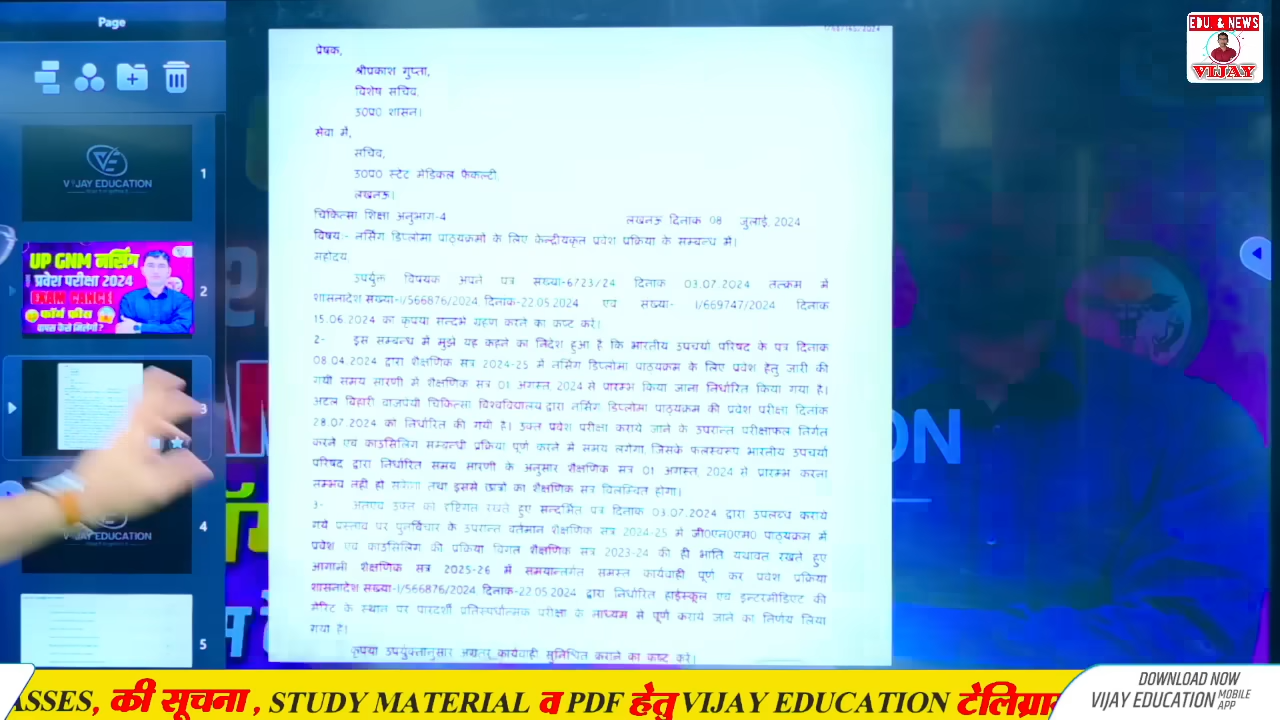 Page
EDU. & NEWS
VIJAY
1
VIJAY EDUCATION
UP GNM नर्सिंग
प्रवेश परीक्षा 2024
EXAM CANCE
फॉर्म फीस
वापस कैसे मिलेगी ?
2
3
4
VIJAY EDUCATION
5
प्रेषक,
श्रीप्रकाश गुप्ता,
विशेष सचिव,
उ0प्र0 शासन।
सेवा में,
सचिव,
उ0प्र0 स्टेट मेडिकल फैकल्टी,
लखनऊ।
चिकित्सा शिक्षा अनुभाग-4 लखनऊ दिनांक 08 जुलाई, 2024
विषय:- नर्सिंग डिप्लोमा पाठ्यक्रमों के लिए केन्द्रीयकृत प्रवेश प्रक्रिया के सम्बन्ध में।
महोदय
उपर्युक्त विषयक अपने पत्र संख्या-6723/24 दिनांक 03.07.2024 तत्क्रम में
शासनादेश संख्या-I/566876/2024 दिनांक-22.05.2024 एवं संख्या- I/669747/2024 दिनांक
15.06.2024 का कृपया सन्दर्भ ग्रहण करने का कष्ट करें।
2- इस सम्बन्ध में मुझे यह कहने का निदेश हुआ है कि भारतीय उपचर्या परिषद के पत्र दिनांक
08.04.2024 द्वारा शैक्षणिक सत्र 2024-25 में नर्सिंग डिप्लोमा पाठ्यक्रम के लिए प्रवेश हेतु जारी की
गयी समय सारणी में शैक्षणिक सत्र 01 अगस्त 2024 से प्रारम्भ किया जाना निर्धारित किया गया है।
अटल बिहारी वाजपेयी चिकित्सा विश्वविद्यालय द्वारा नर्सिंग डिप्लोमा पाठ्यक्रम की प्रवेश परीक्षा दिनांक
28.07.2024 को निर्धारित की गयी है। उक्त प्रवेश परीक्षा कराये जाने के उपरान्त परीक्षाफल निर्गत
करने एवं काउंसिलिंग सम्बन्धी प्रक्रिया पूर्ण करने में समय लगेगा, जिसके फलस्वरूप भारतीय उपचर्या
परिषद द्वारा निर्धारित समय सारणी के अनुसार शैक्षणिक सत्र 01 अगस्त, 2024 से प्रारम्भ करना
सम्भव नहीं हो सकेगा तथा इससे छात्रों का शैक्षणिक सत्र विलम्बित होगा।
3- अतएव उक्त को दृष्टिगत रखते हुए सन्दर्भित पत्र दिनांक 03.07.2024 द्वारा उपलब्ध कराये
गये प्रस्ताव पर पुनर्विचार के उपरान्त वर्तमान शैक्षणिक सत्र 2024-25 में जी0एन0एम0 पाठ्यक्रम में
प्रवेश एवं काउंसिलिंग की प्रक्रिया विगत शैक्षणिक सत्र 2023-24 की ही भांति यथावत रखते हुए
आगामी शैक्षणिक सत्र 2025-26 में समयान्तर्गत समस्त कार्यवाही पूर्ण कर प्रवेश प्रक्रिया
शासनादेश संख्या-I/566876/2024 दिनांक-22.05.2024 द्वारा निर्धारित हाईस्कूल एवं इन्टरमीडिएट की
मेरिट के स्थान पर पारदर्शी प्रतिस्पर्धात्मक परीक्षा के माध्यम से पूर्ण कराये जाने का निर्णय लिया
गया है।
कृपया उपर्युक्तानुसार अग्रेतर कार्यवाही सुनिश्चित कराने का कष्ट करें।
ON
ASSES, की सूचना , STUDY MATERIAL व PDF हेतु VIJAY EDUCATION टेलिग्रा
DOWNLOAD NOW
VIJAY EDUCATION MOBILE APP